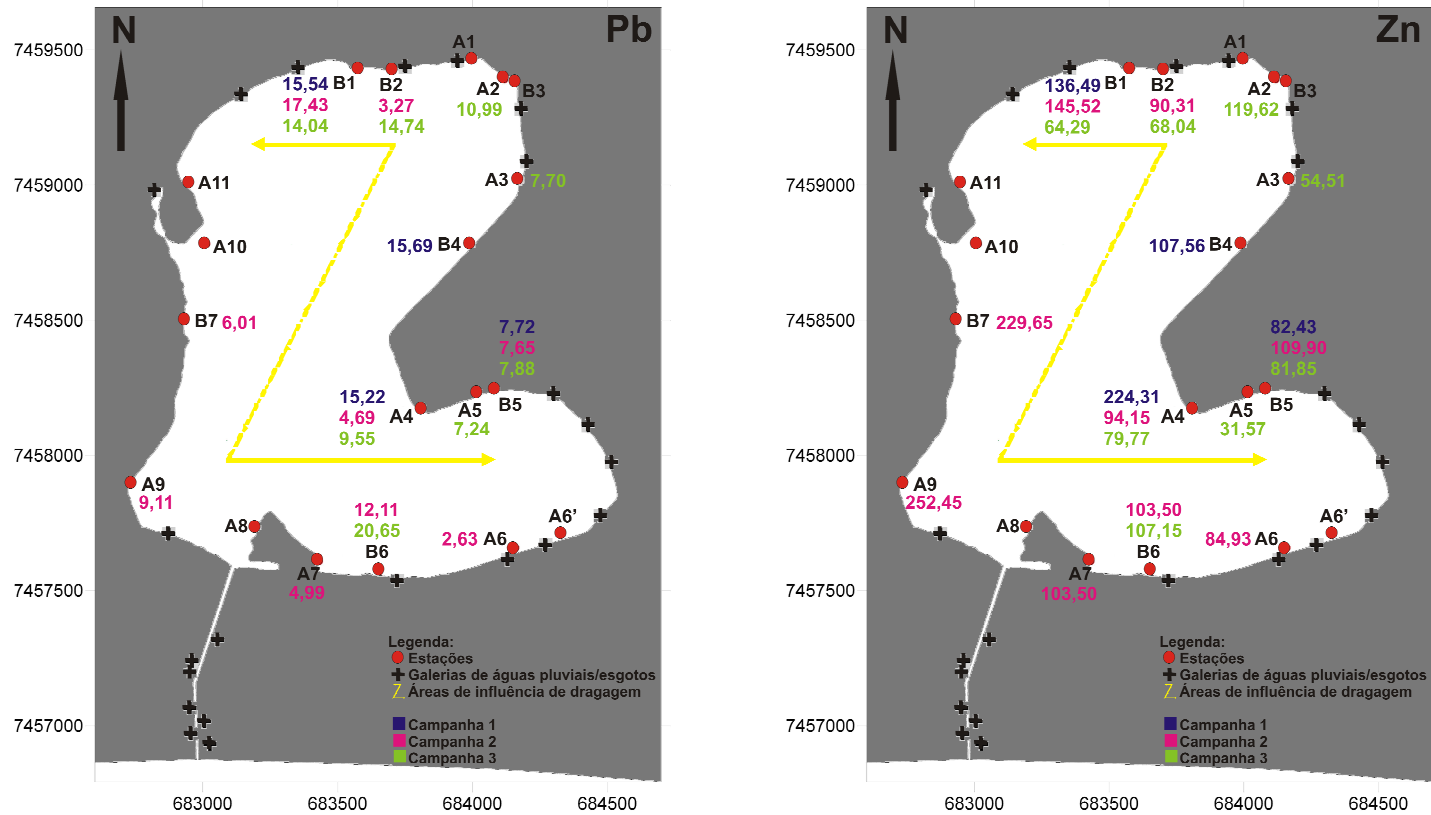 N
Pb
7459500
7459000
7458500
7458000
7457500
7457000
A1
B1
B2
A2
B3
15,54
17,43
14,04
3,27
14,74
10,99
A3
7,70
A11
A10
15,69
B4
B7
6,01
7,72
7,65
7,88
15,22
4,69
9,55
A4
A5
B5
7,24
A9
9,11
A8
12,11
20,65
B6
2,63
A6
A6’
A7
4,99
Legenda:
Estações
Galerias de águas pluviais/esgotos
Áreas de influência de dragagem
Campanha 1
Campanha 2
Campanha 3
683000
683500
684000
684500
N
Zn
7459500
7459000
7458500
7458000
7457500
7457000
A1
B1
B2
A2
B3
136,49
145,52
64,29
90,31
68,04
119,62
A3
54,51
A11
A10
107,56
B4
B7
229,65
82,43
109,90
81,85
224,31
94,15
79,77
A4
A5
B5
31,57
A9
252,45
A8
103,50
107,15
B6
84,93
A6
A6’
A7
103,50
Legenda:
Estações
Galerias de águas pluviais/esgotos
Áreas de influência de dragagem
Campanha 1
Campanha 2
Campanha 3
683000
683500
684000
684500